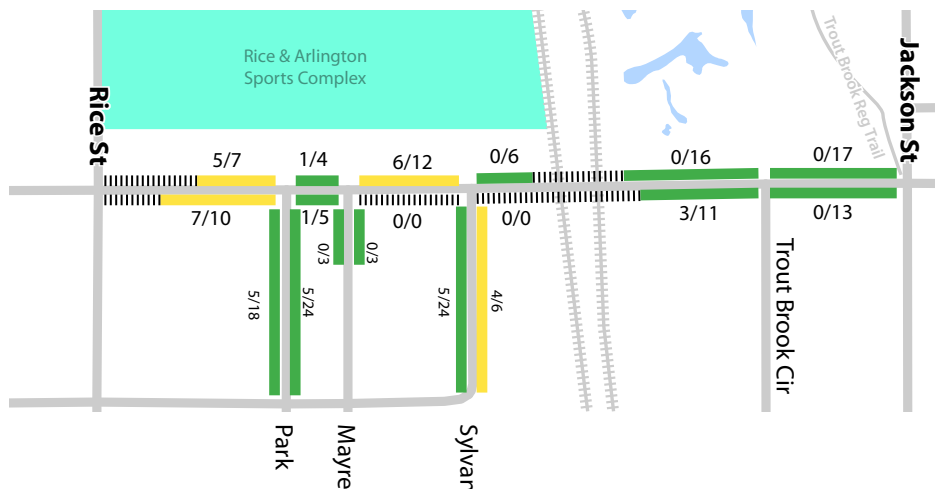 Rice & Arlington
Sports Complex
Rice St
Trout Brook Reg Trail
Jackson St
5/7
1/4
6/12
0/6
0/16
0/17
7/10
1/5
0/0
0/0
3/11
0/13
0/3
0/3
5/18
5/24
5/24
4/6
Trout Brook Cir
Park
Mayre
Sylvan